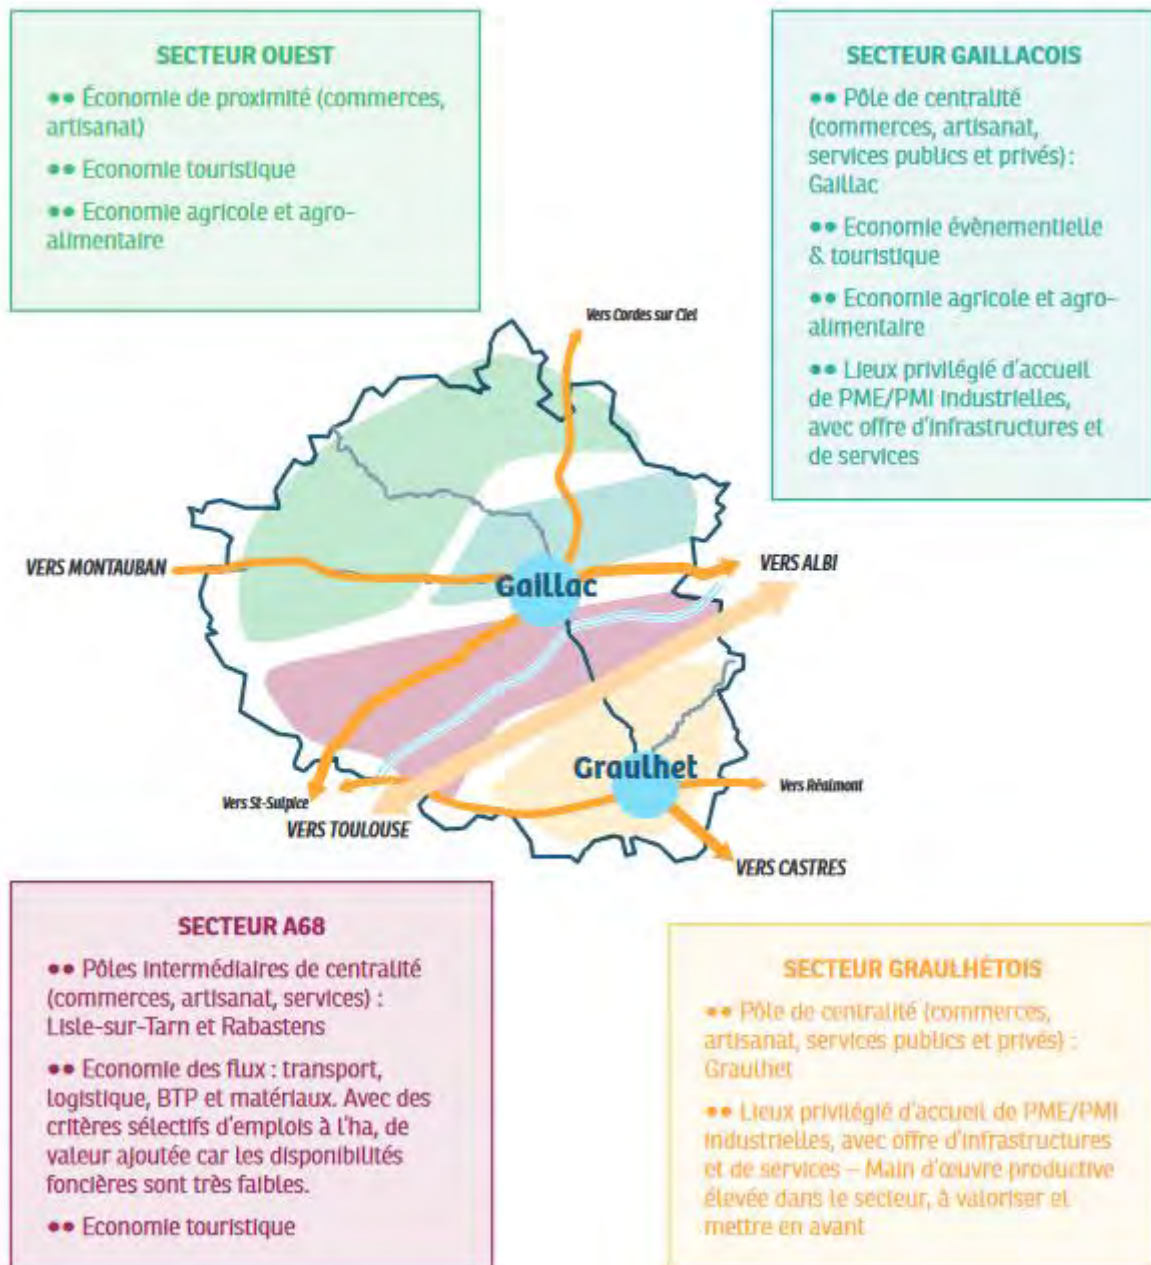 SECTEUR OUEST
•• Économie de proximité (commerces,
artisanat)
•• Economie touristique
•• Economie agricole et agro-
alimentaire
SECTEUR GAILLACOIS
•• Pôle de centralité
(commerces, artisanat,
services publics et privés) :
Gaillac
•• Economie évènementielle
& touristique
•• Economie agricole et agro-
alimentaire
•• Lieux privilégié d'accueil
de PME/PMI industrielles,
avec offre d'infrastructures et
de services
Vers Cordes sur Ciel
VERS MONTAUBAN
VERS ALBI
Gaillac
Graulhet
Vers Réalmont
Vers St-Sulpice
VERS TOULOUSE
VERS CASTRES
SECTEUR A68
•• Pôles intermédiaires de centralité
(commerces, artisanat, services) :
Lisle-sur-Tarn et Rabastens
•• Economie des flux : transport,
logistique, BTP et matériaux. Avec des
critères sélectifs d'emplois à l'ha, de
valeur ajoutée car les disponibilités
foncières sont très faibles.
•• Economie touristique
SECTEUR GRAULHÉTOIS
•• Pôle de centralité (commerces,
artisanat, services publics et privés) :
Graulhet
•• Lieux privilégié d'accueil de PME/PMI
industrielles, avec offre d'infrastructures
et de services – Main d'œuvre productive
élevée dans le secteur, à valoriser et
mettre en avant